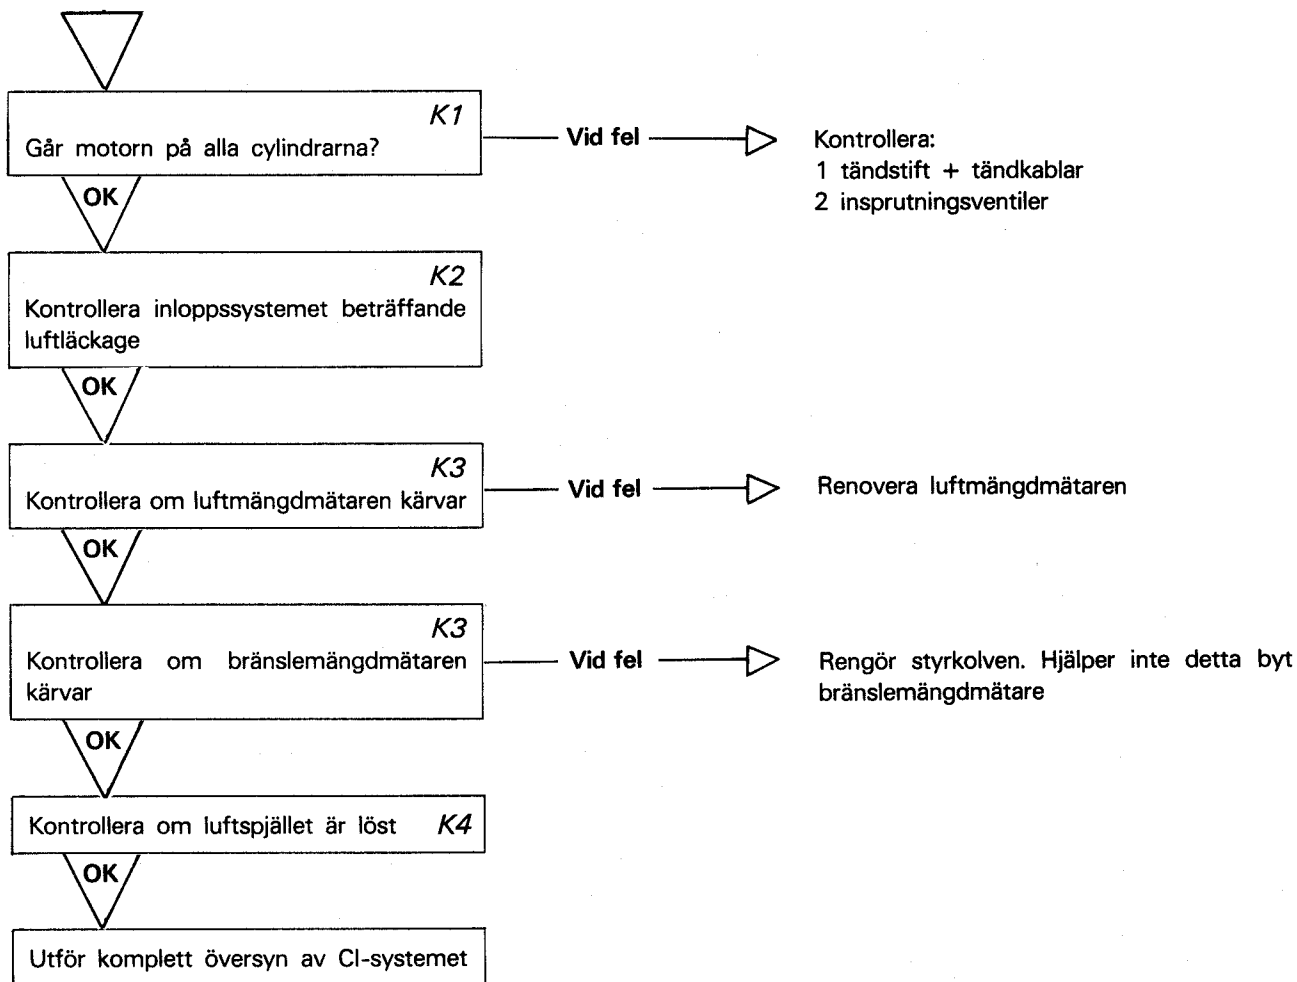 K1
Går motorn på alla cylindrarna?
Vid fel
Kontrollera:
1 tändstift + tändkablar
2 insprutningsventiler
OK
K2
Kontrollera inloppssystemet beträffande
luftläckage
OK
K3
Kontrollera om luftmängdmätaren kärvar
Vid fel
Renovera luftmängdmätaren
OK
K3
Kontrollera om bränslemängdmätaren
kärvar
Vid fel
Rengör styrkolven. Hjälper inte detta byt
bränslemängdmätare
OK
Kontrollera om luftspjället är löst K4
OK
Utför komplett översyn av CI-systemet